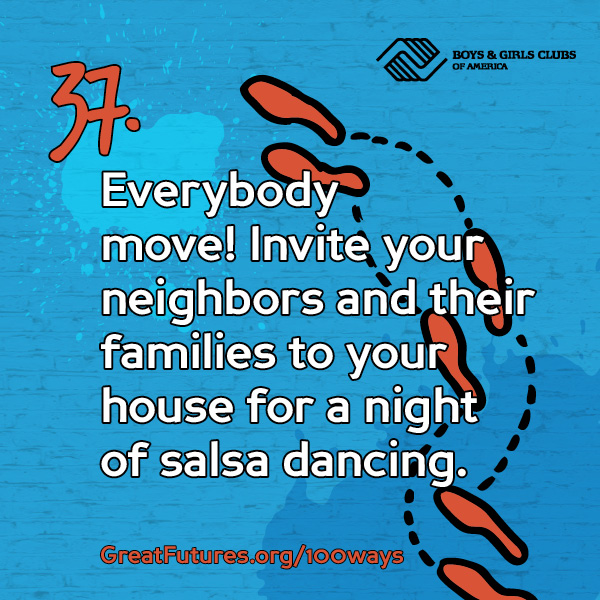 BOYS & GIRLS CLUBS
OF AMERICA
37.
Everybody
move! Invite your
neighbors and their
families to your
house for a night
of salsa dancing.
GreatFutures.org/100ways